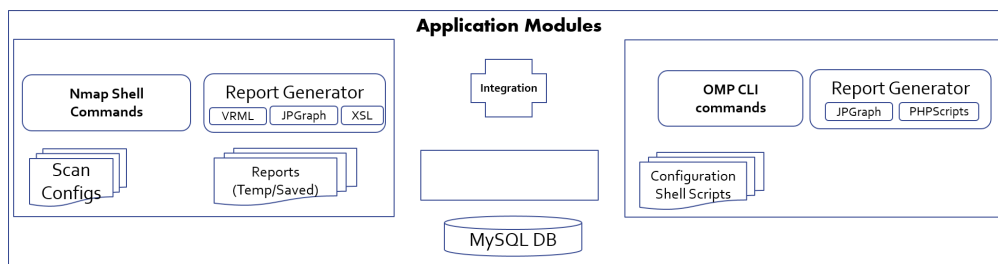 Application Modules
Nmap Shell
Commands
Report Generator
VRML
JPGraph
XSL
Scan
Configs
Reports
(Temp/Saved)
Integration
MySQL DB
OMP CLI
commands
Report Generator
JPGraph
PHPScripts
Configuration
Shell Scripts